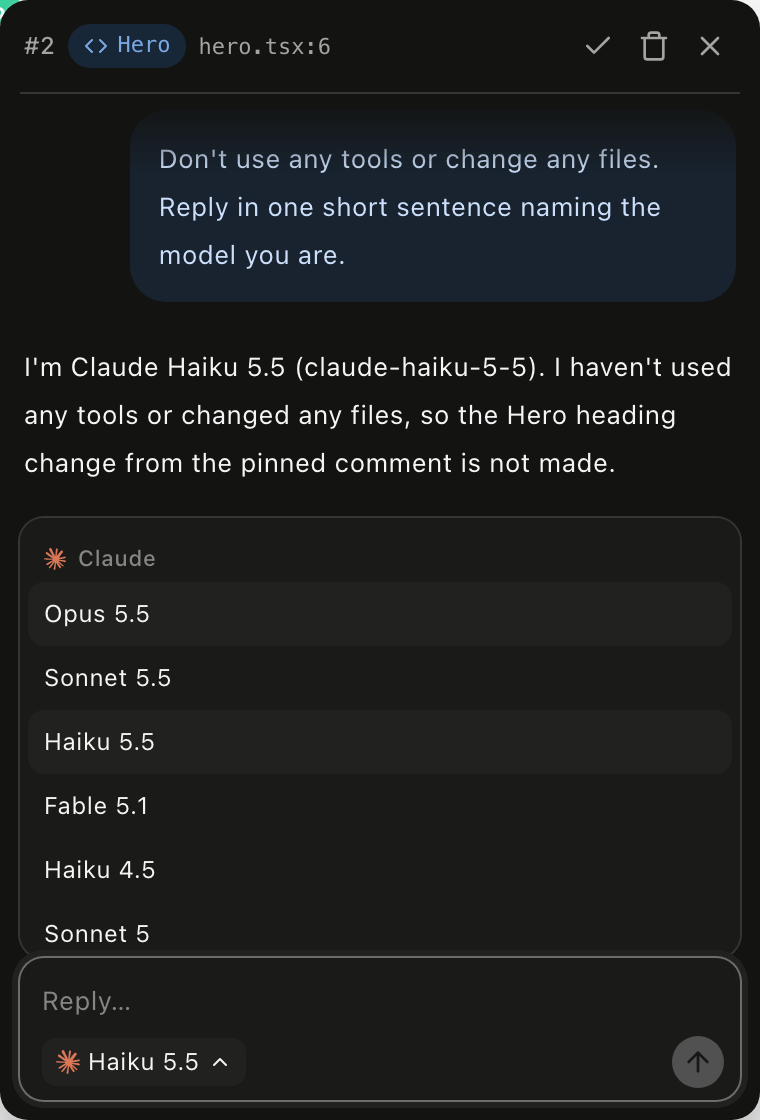 #2 <> Hero hero.tsx:6
Don't use any tools or change any files.
Reply in one short sentence naming the
model you are.
I'm Claude Haiku 5.5 (claude-haiku-5-5). I haven't used
any tools or changed any files, so the Hero heading
change from the pinned comment is not made.
Claude
Opus 5.5
Sonnet 5.5
Haiku 5.5
Fable 5.1
Haiku 4.5
Sonnet 5
Reply...
Haiku 5.5